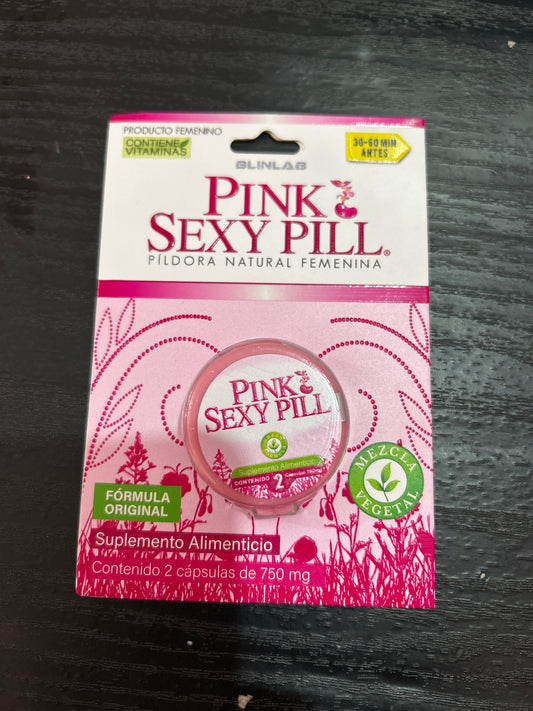 PRODUCTO FEMENINO
CONTIENE
VITAMINAS
30-60 MIN
ANTES
BLINLAB
PINK
SEXY PILL®
PÍLDORA NATURAL FEMENINA
PINK
SEXY PILL
Suplemento Alimenticio
CONTENIDO 2
MEZCLA
VEGETAL
FÓRMULA
ORIGINAL
Suplemento Alimenticio
Contenido 2 cápsulas de 750 mg